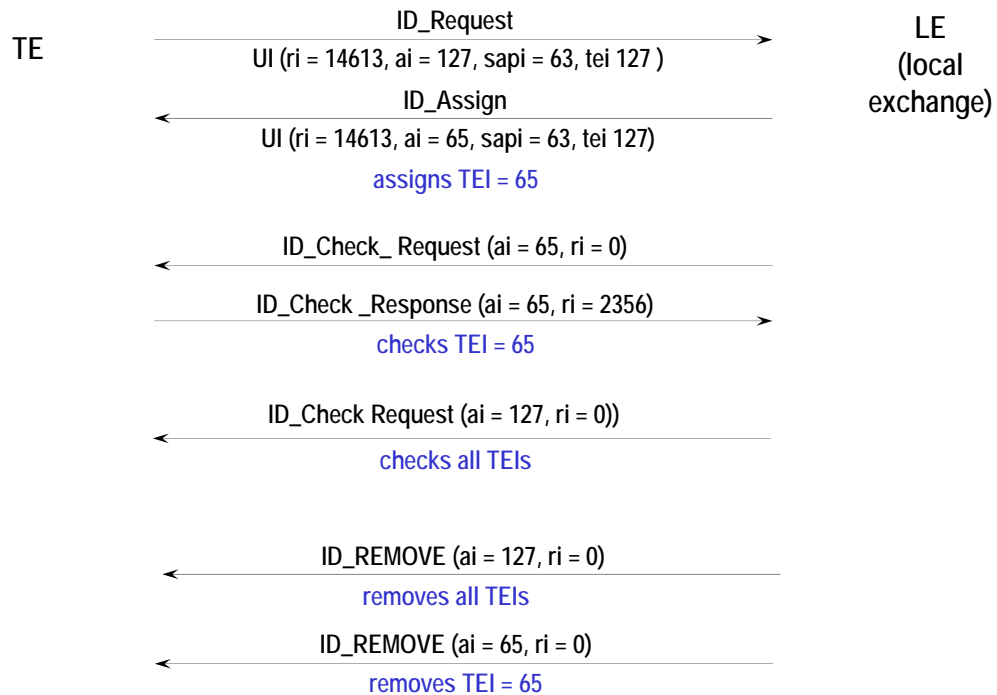 ID_Request
TE
LE
(local
exchange)
UI (ri = 14613, ai = 127, sapi = 63, tei 127 )
ID_Assign
UI (ri = 14613, ai = 65, sapi = 63, tei 127)
assigns TEI = 65
ID_Check_ Request (ai = 65, ri = 0)
ID_Check _Response (ai = 65, ri = 2356)
checks TEI = 65
ID_Check Request (ai = 127, ri = 0))
checks all TEIs
ID_REMOVE (ai = 127, ri = 0)
removes all TEIs
ID_REMOVE (ai = 65, ri = 0)
removes TEI = 65